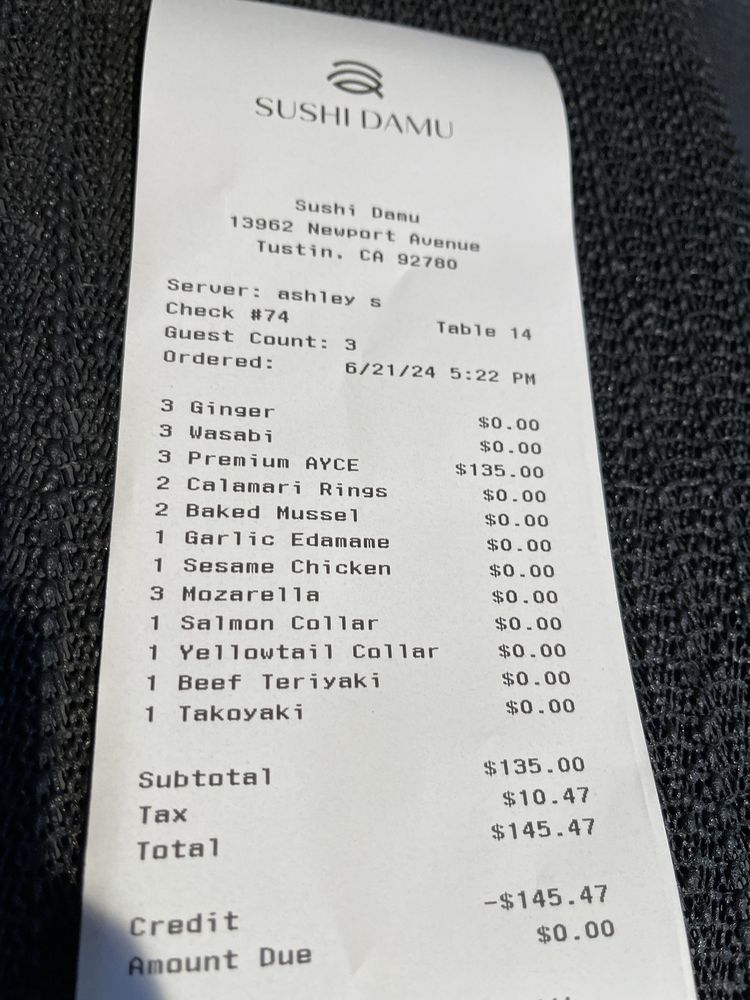 SUSHI DAMU
Sushi Damu
13962 Newport Avenue
Tustin, CA 92780
Server: ashley s
Check #74 Table 14
Guest Count: 3
Ordered: 6/21/24 5:22 PM
3 Ginger $0.00
3 Wasabi $0.00
3 Premium AYCE $135.00
2 Calamari Rings $0.00
2 Baked Mussel $0.00
1 Garlic Edamame $0.00
1 Sesame Chicken $0.00
3 Mozarella $0.00
1 Salmon Collar $0.00
1 Yellowtail Collar $0.00
1 Beef Teriyaki $0.00
1 Takoyaki $0.00
Subtotal $135.00
Tax $10.47
Total $145.47
Credit -$145.47
Amount Due $0.00